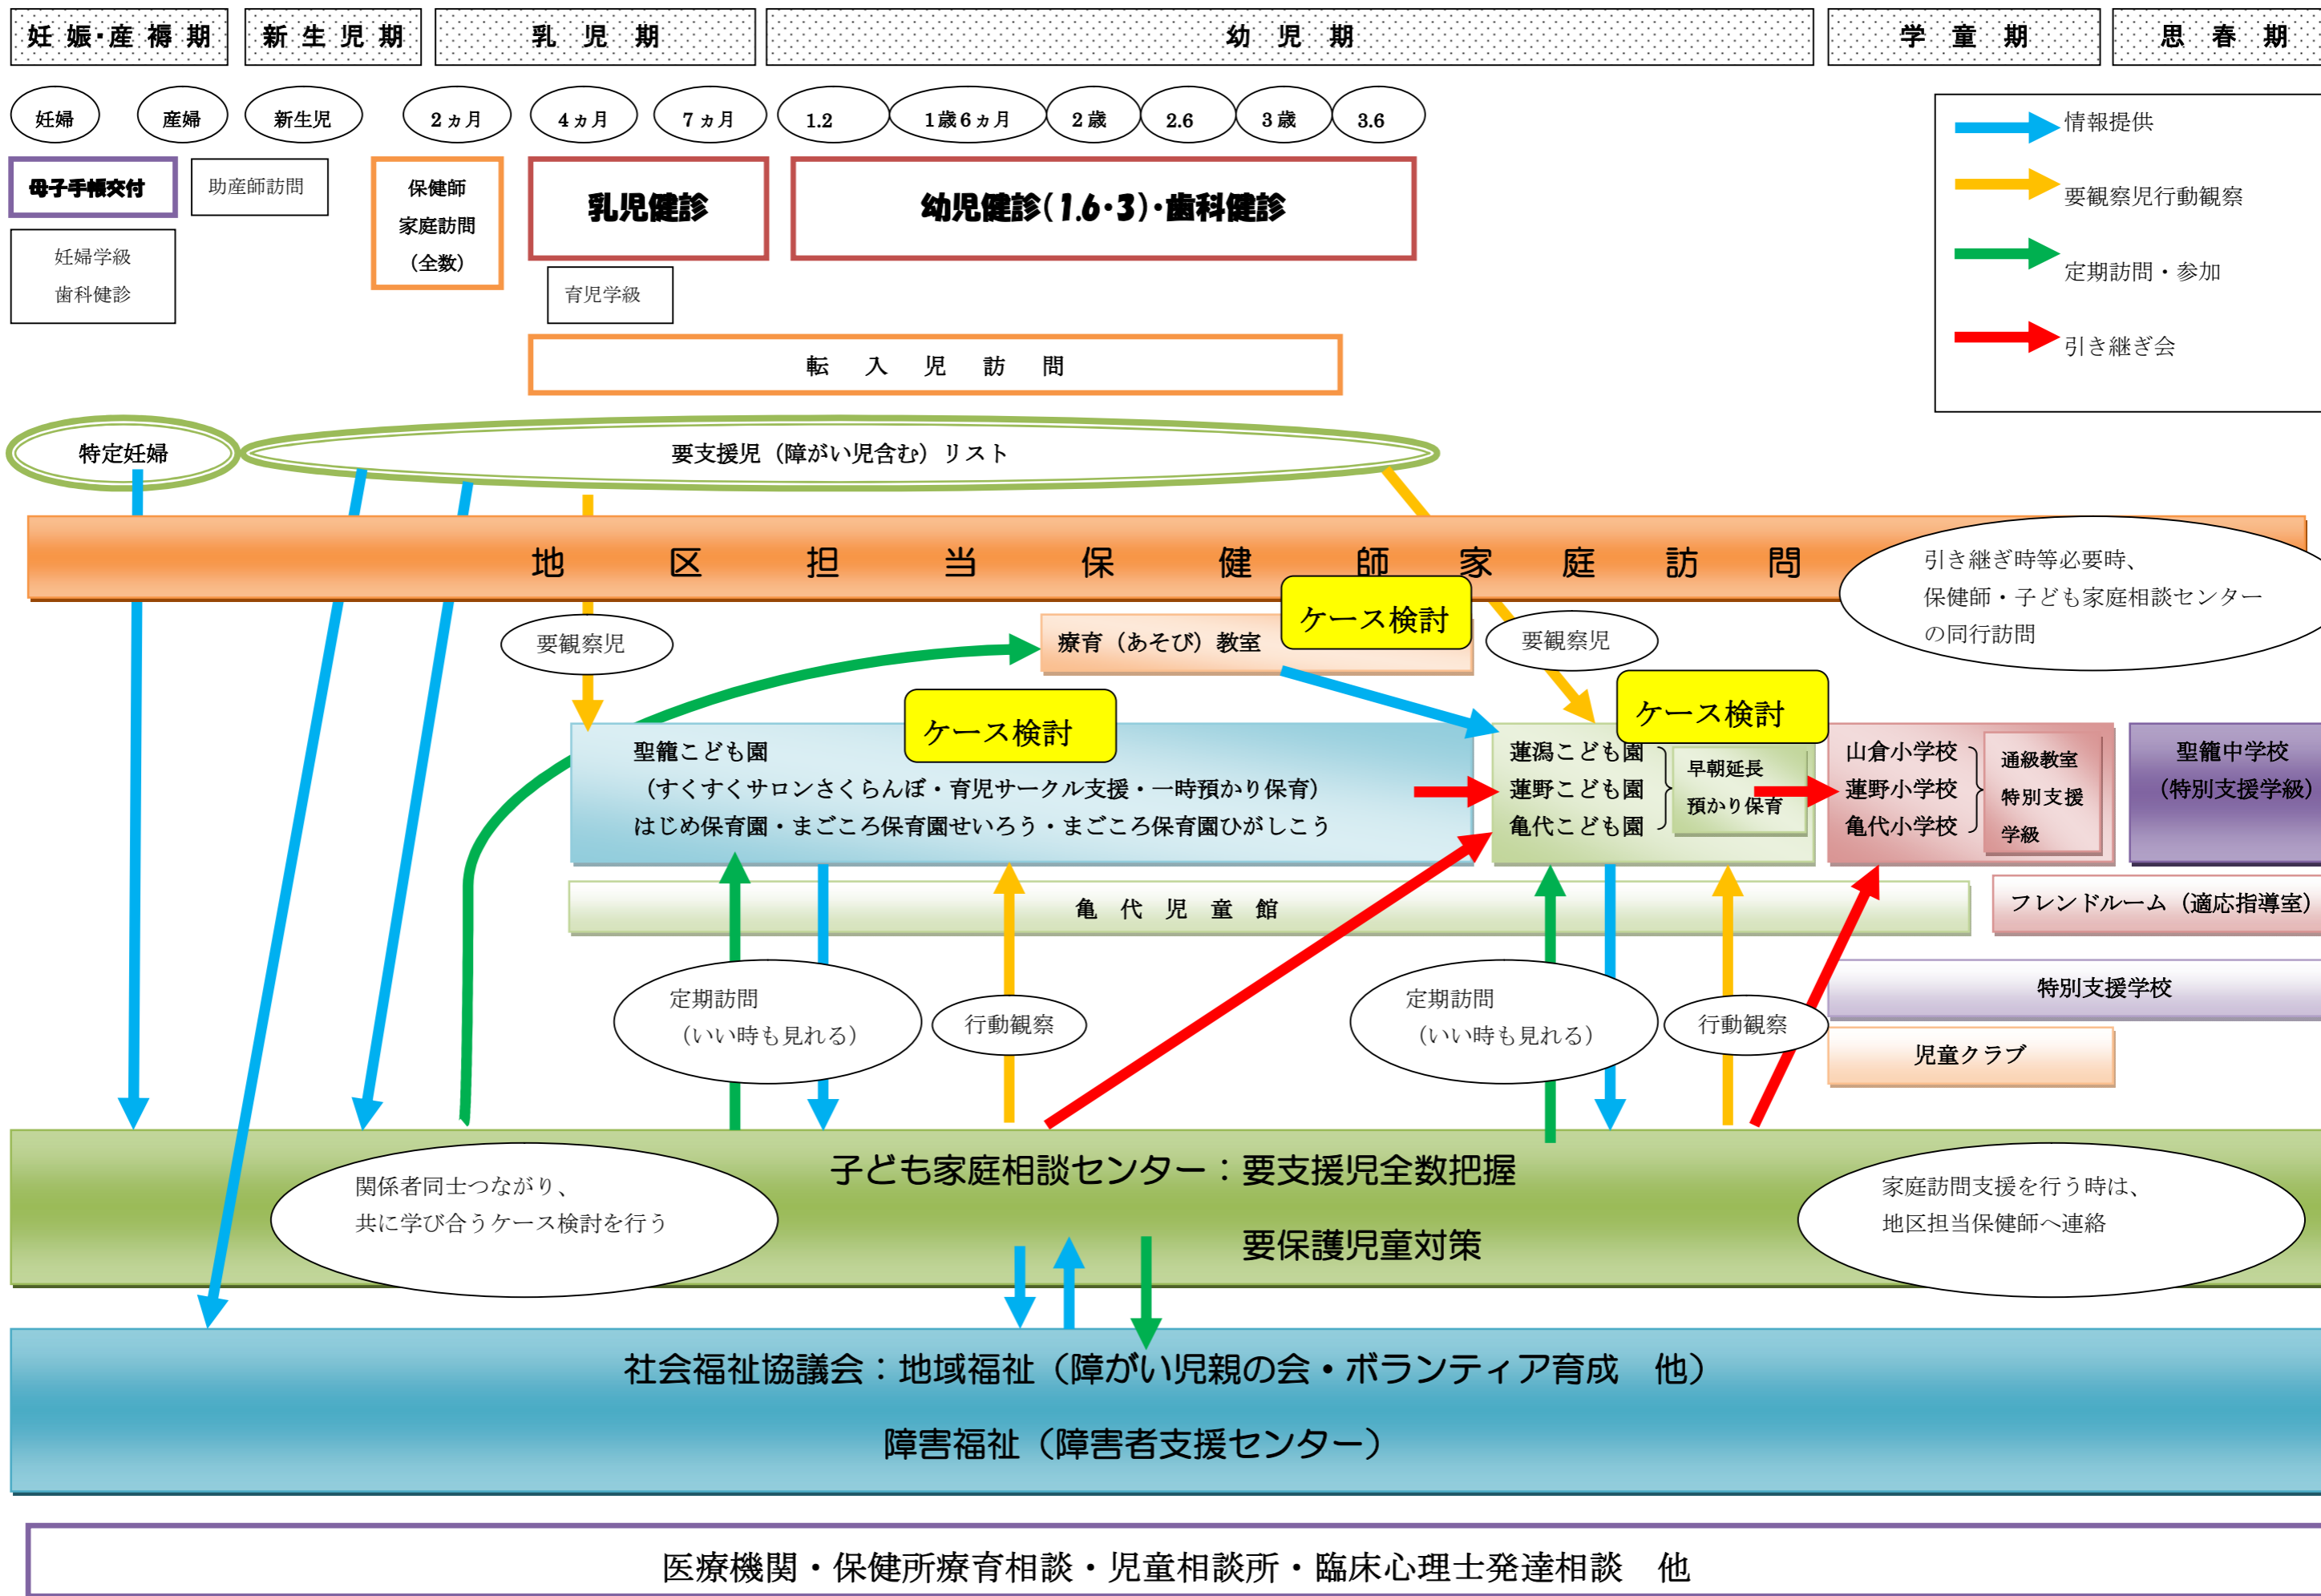 妊娠・産褥期
新生児期
乳児期
幼児期
学童期
思春期
妊婦
産婦
新生児
2ヵ月
4ヵ月
7ヵ月
1.2
1歳6ヵ月
2歳
2.6
3歳
3.6
母子手帳交付
助産師訪問
保健師
家庭訪問
(全数)
乳児健診
幼児健診(1.6・3)・歯科健診
妊婦学級
歯科健診
育児学級
転入児訪問
情報提供
要観察児行動観察
定期訪問・参加
引き継ぎ会
特定妊婦
要支援児(障がい児含む)リスト
地区担当保健師家庭訪問
引き継ぎ時等必要時、
保健師・子ども家庭相談センター
の同行訪問
要観察児
療育(あそび)教室
ケース検討
要観察児
ケース検討
ケース検討
聖籠こども園
(すくすくサロンさくらんぼ・育児サークル支援・一時預かり保育)
はじめ保育園・まごころ保育園せいろう・まごころ保育園ひがしこう
蓮潟こども園
蓮野こども園
亀代こども園
早朝延長
預かり保育
山倉小学校
蓮野小学校
亀代小学校
通級教室
特別支援
学級
聖籠中学校
(特別支援学級)
亀代児童館
フレンドルーム(適応指導室)
定期訪問
(いい時も見れる)
行動観察
定期訪問
(いい時も見れる)
行動観察
特別支援学校
児童クラブ
子ども家庭相談センター:要支援児全数把握
要保護児童対策
関係者同士つながり、
共に学び合うケース検討を行う
家庭訪問支援を行う時は、
地区担当保健師へ連絡
社会福祉協議会:地域福祉(障がい児親の会・ボランティア育成 他)
障害福祉(障害者支援センター)
医療機関・保健所療育相談・児童相談所・臨床心理士発達相談 他